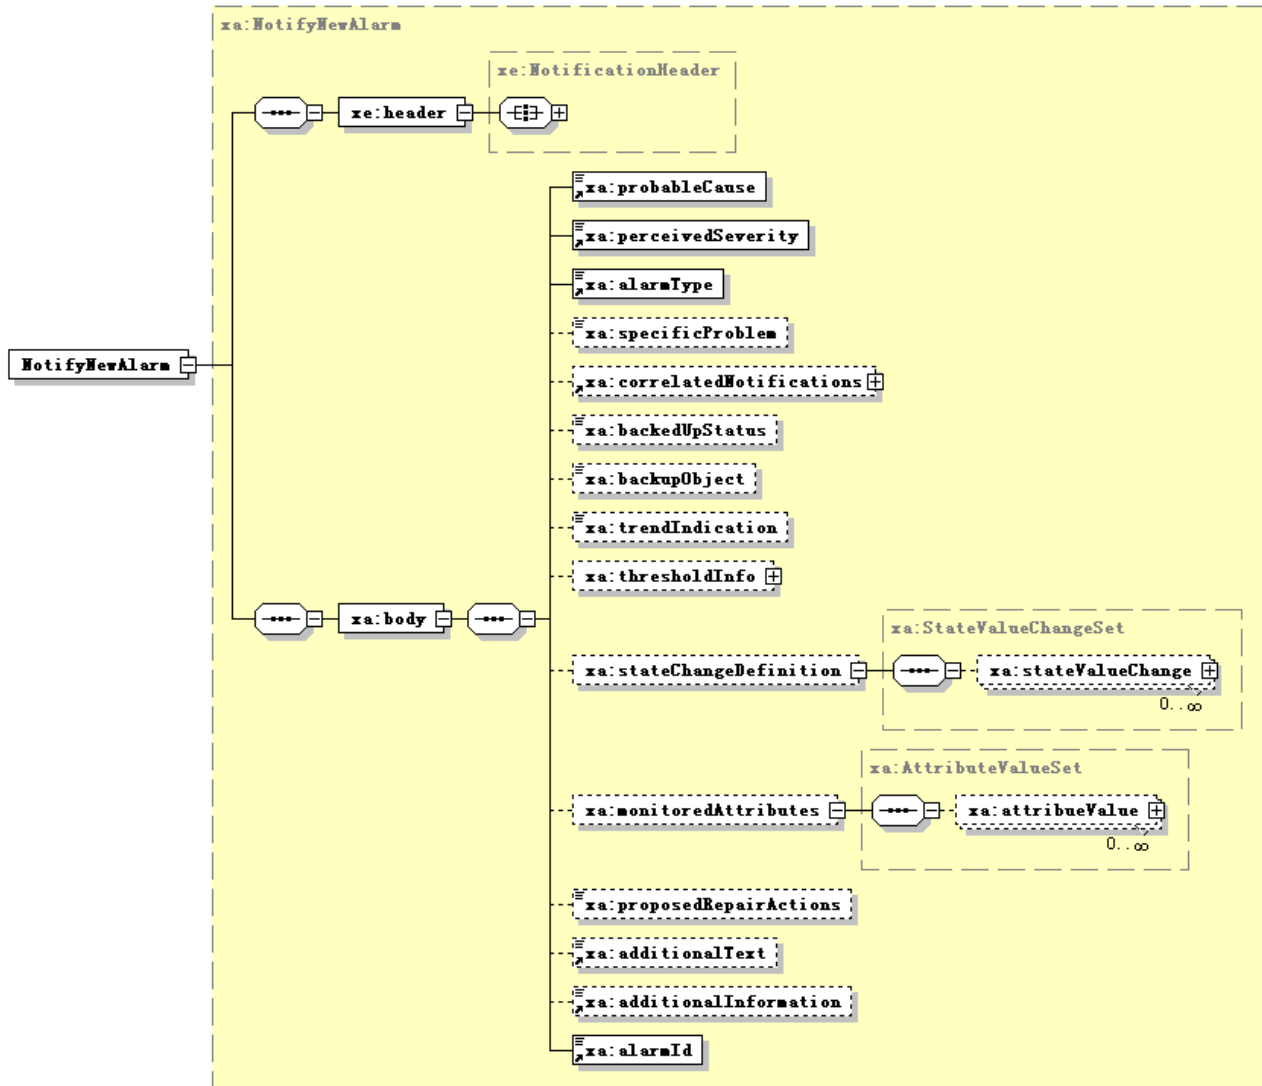 xa:NotifyNewAlarm
xe:NotificationHeader
xe:header
xa:probableCause
xa:perceivedSeverity
xa:alarmType
xa:specificProblem
NotifyNewAlarm
xa:correlatedNotifications
xa:backedUpStatus
xa:backupObject
xa:trendIndication
xa:thresholdInfo
xa:body
xa:StateValueChangeSet
xa:stateChangeDefinition
xa:stateValueChange
0..∞
xa:AttributeValueSet
xa:monitoredAttributes
xa:attribueValue
0..∞
xa:proposedRepairActions
xa:additionalText
xa:additionalInformation
xa:alarmId